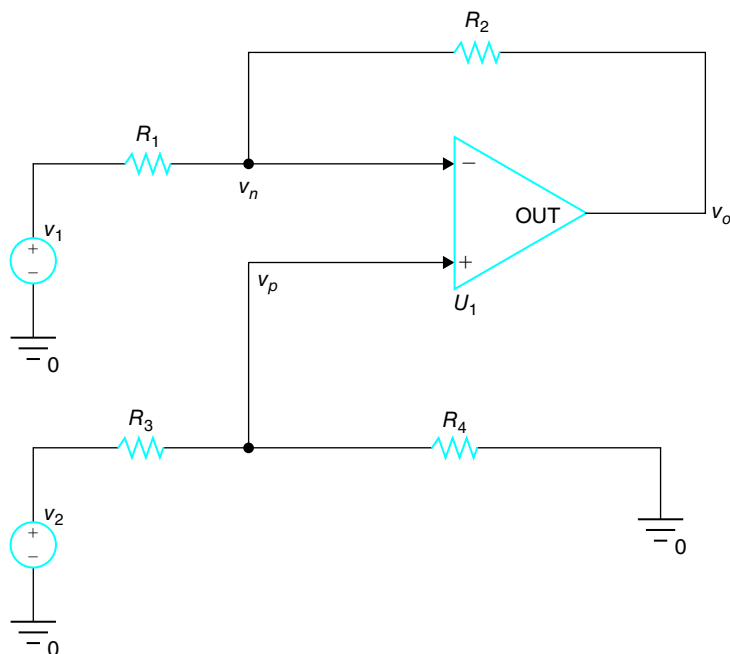 R₂
R₁
−
vₙ
OUT
vₒ
v₁
+
−
+
vₚ
U₁
0
R₃
R₄
v₂
+
−
0
0